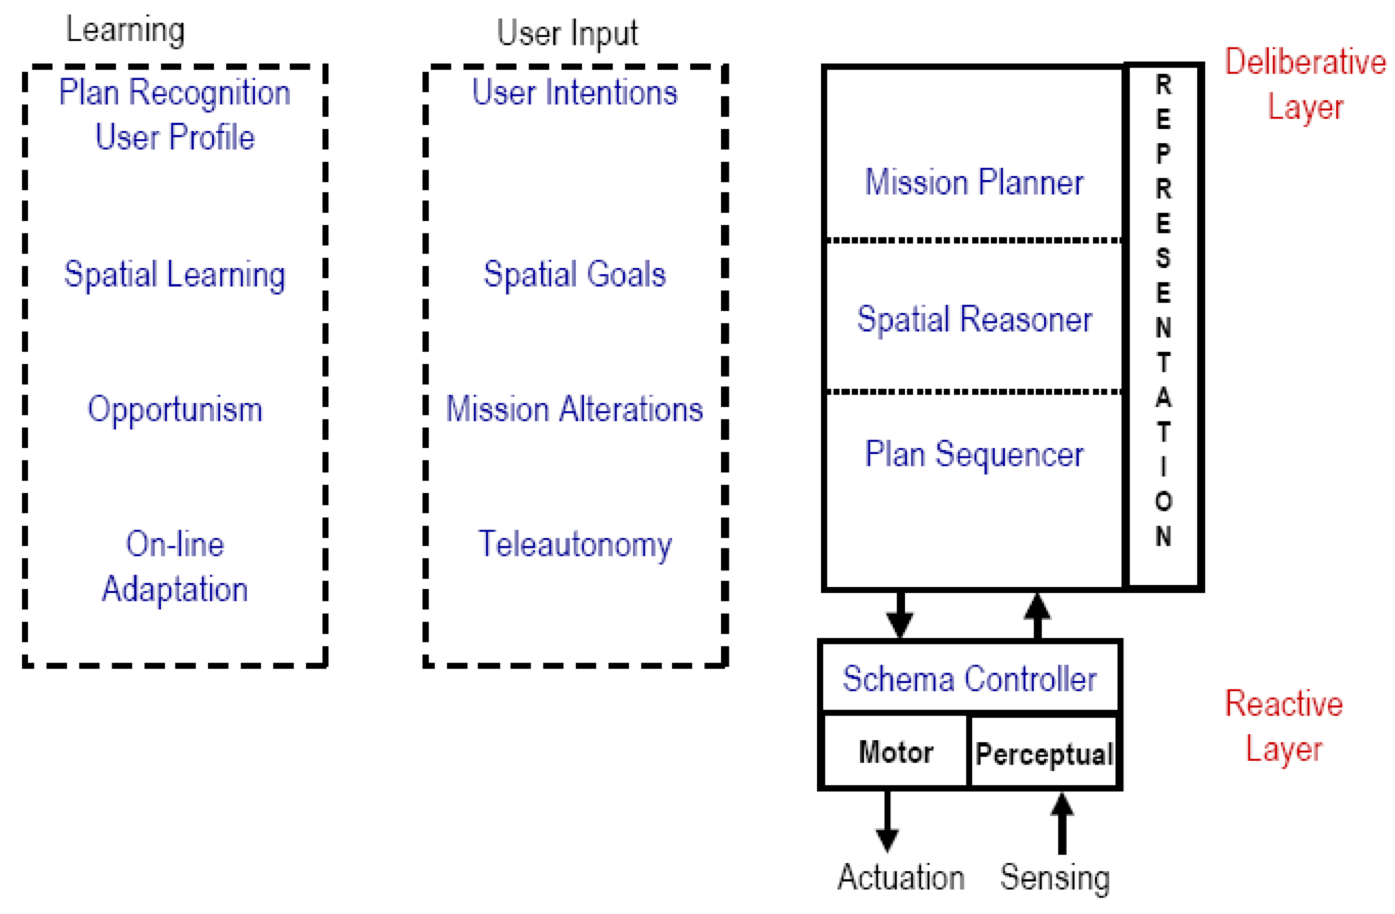 Learning
Plan Recognition
User Profile
Spatial Learning
Opportunism
On-line
Adaptation
User Input
User Intentions
Spatial Goals
Mission Alterations
Teleautonomy
Mission Planner
Spatial Reasoner
Plan Sequencer
REPRESENTATION
Deliberative
Layer
Schema Controller
Motor
Perceptual
Reactive
Layer
Actuation
Sensing